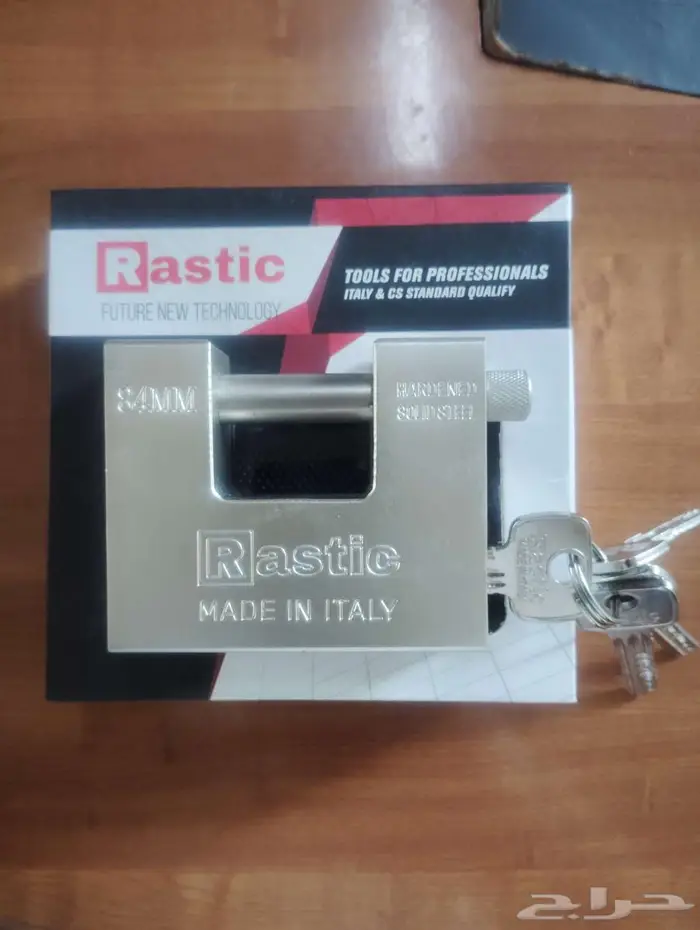 Rastic
FUTURE NEW TECHNOLOGY
TOOLS FOR PROFESSIONALS
ITALY & CS STANDARD QUALIFY
84MM
HARDENED
SOLID STEEL
Rastic
MADE IN ITALY
حراج